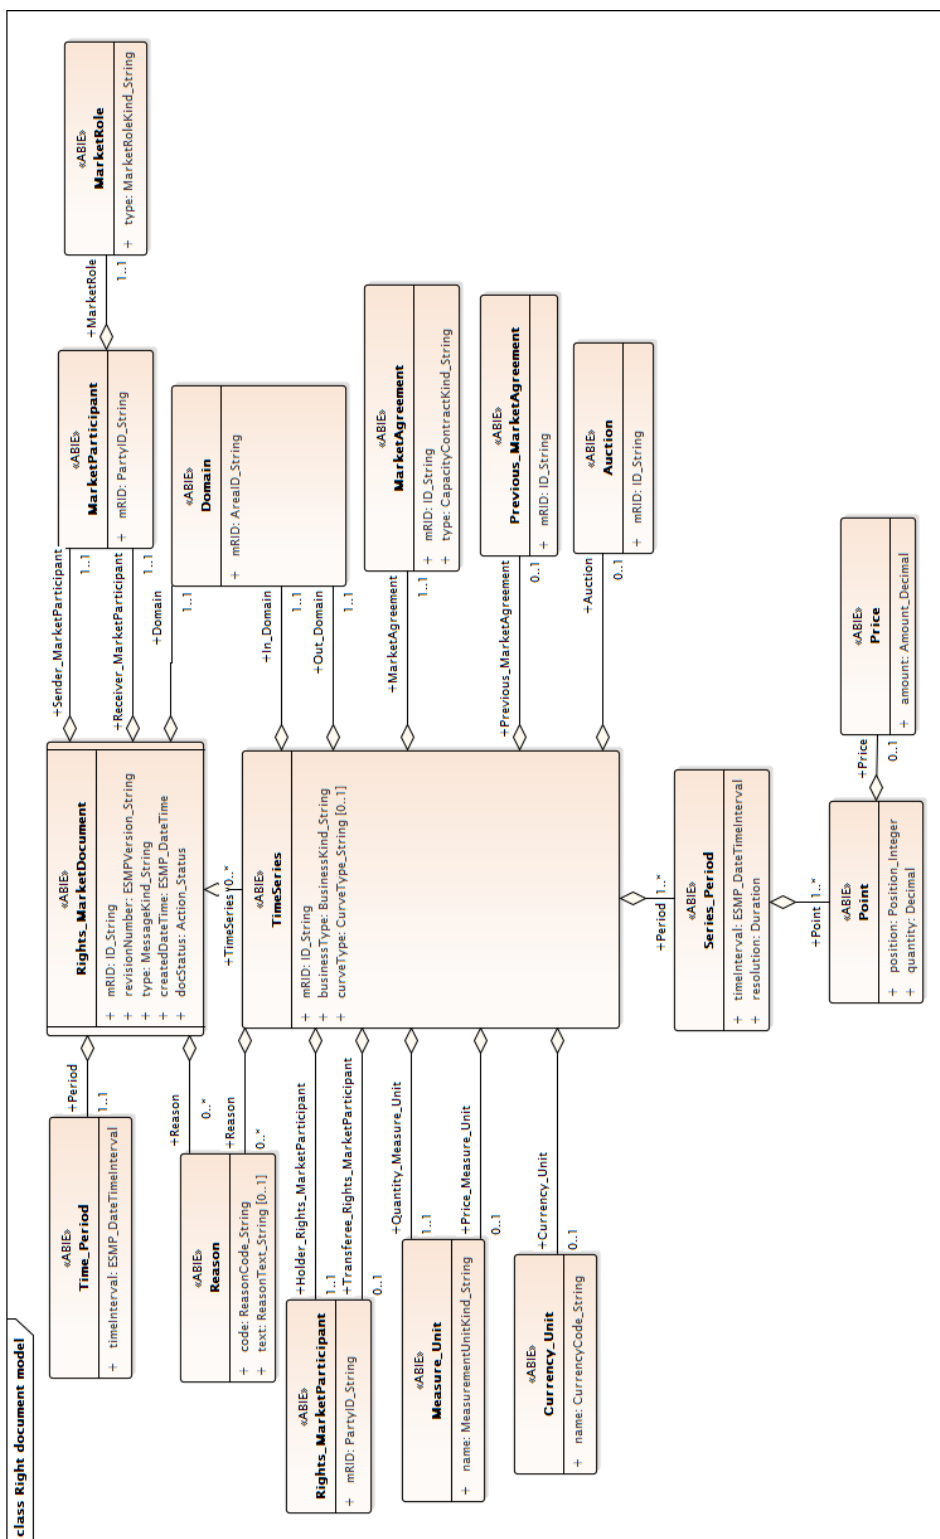 class Right document model
«ABIE»
Time_Period
+ timeInterval: ESMP_DateTimeInterval
+Period
1..1
«ABIE»
Rights_MarketDocument
+ mRID: ID_String
+ revisionNumber: ESMPVersion_String
+ type: MessageKind_String
+ createdDateTime: ESMP_DateTime
+ docStatus: Action_Status
+Sender_MarketParticipant
1..1
+Receiver_MarketParticipant
1..1
«ABIE»
MarketParticipant
+ mRID: PartyID_String
+MarketRole
1..1
«ABIE»
MarketRole
+ type: MarketRoleKind_String
+Domain
1..1
«ABIE»
Domain
+ mRID: AreaID_String
+Reason
0..*
+Reason
0..*
«ABIE»
Reason
+ code: ReasonCode_String
+ text: ReasonText_String [0..1]
+TimeSeries
0..*
«ABIE»
TimeSeries
+ mRID: ID_String
+ businessType: BusinessKind_String
+ curveType: CurveType_String [0..1]
+In_Domain
1..1
+Out_Domain
1..1
+Holder_Rights_MarketParticipant
1..1
+Transferee_Rights_MarketParticipant
0..1
«ABIE»
Rights_MarketParticipant
+ mRID: PartyID_String
+MarketAgreement
1..1
«ABIE»
MarketAgreement
+ mRID: ID_String
+ type: CapacityContractKind_String
+Quantity_Measure_Unit
1..1
+Price_Measure_Unit
0..1
«ABIE»
Measure_Unit
+ name: MeasurementUnitKind_String
+Previous_MarketAgreement
0..1
«ABIE»
Previous_MarketAgreement
+ mRID: ID_String
+Currency_Unit
0..1
«ABIE»
Currency_Unit
+ name: CurrencyCode_String
+Auction
0..1
«ABIE»
Auction
+ mRID: ID_String
+Period 1..*
«ABIE»
Series_Period
+ timeInterval: ESMP_DateTimeInterval
+ resolution: Duration
+Point 1..*
«ABIE»
Point
+ position: Position_Integer
+ quantity: Decimal
+Price
0..1
«ABIE»
Price
+ amount: Amount_Decimal